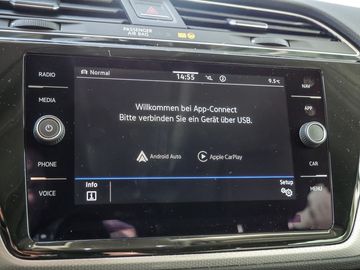 PASSENGER
AIR BAG
RADIO
MEDIA
PHONE
VOICE
Normal
14:55
9.5°C
Willkommen bei App-Connect
Bitte verbinden Sie ein Gerät über USB.
Android Auto
Apple CarPlay
Info
Setup
NAV
APP
CAR
MENU